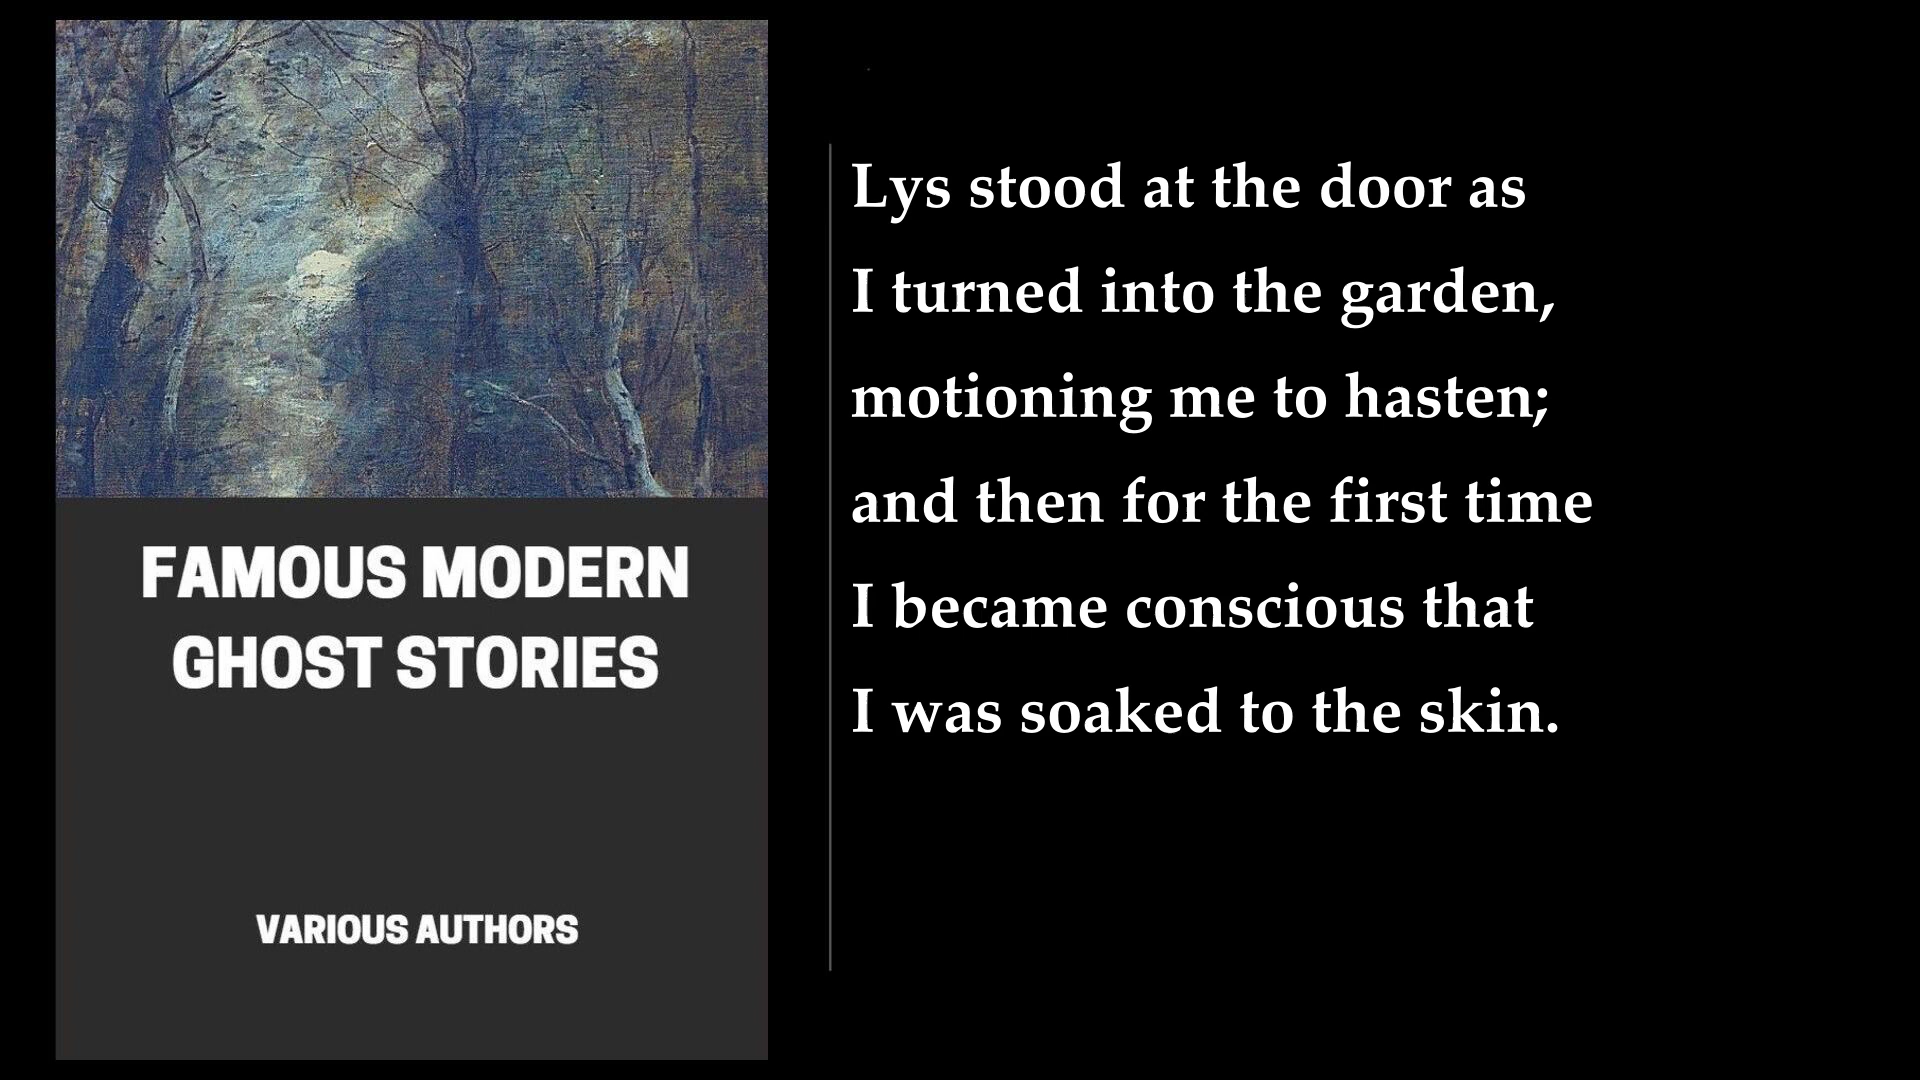 FAMOUS MODERN
GHOST STORIES
VARIOUS AUTHORS
Lys stood at the door as
I turned into the garden,
motioning me to hasten;
and then for the first time
I became conscious that
I was soaked to the skin.